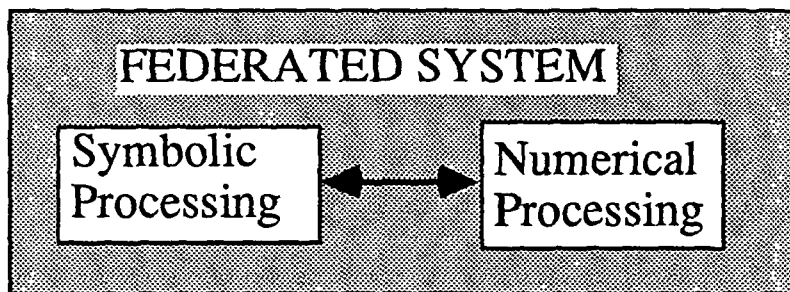 FEDERATED SYSTEM
Symbolic
Processing
Numerical
Processing